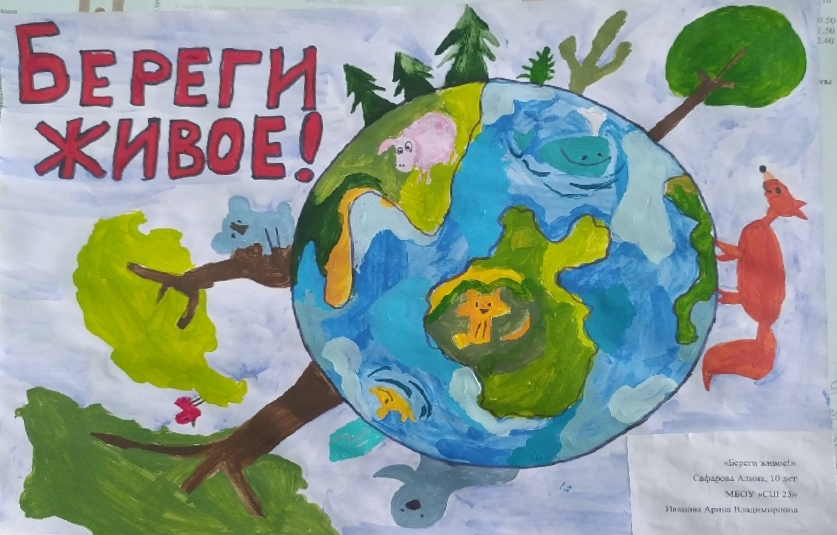 БЕРЕГИ
ЖИВОЕ!
«Береги живое!»
Сафарова Алина, 10 лет
МБОУ «СШ 23»
Иванова Арина Владимировна